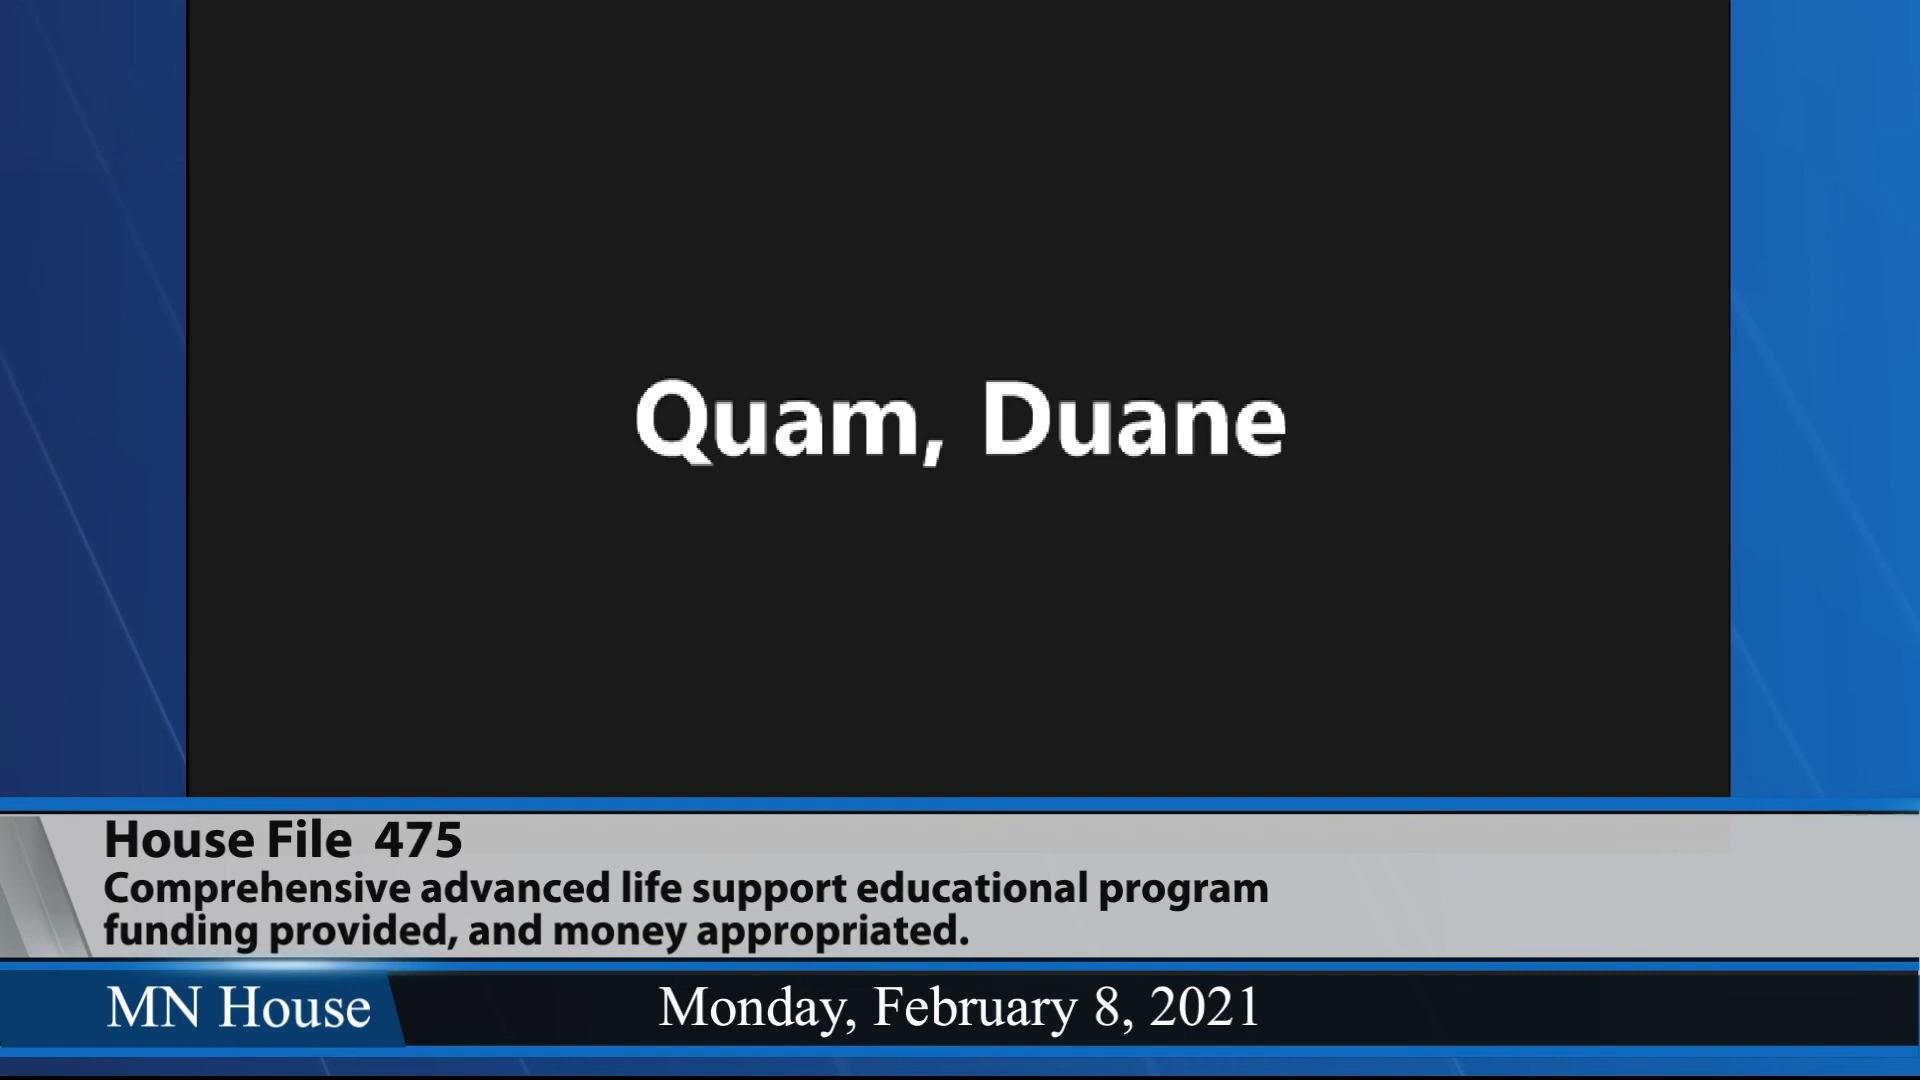 Quam, Duane
House File 475
Comprehensive advanced life support educational program
funding provided, and money appropriated.
MN House
Monday, February 8, 2021